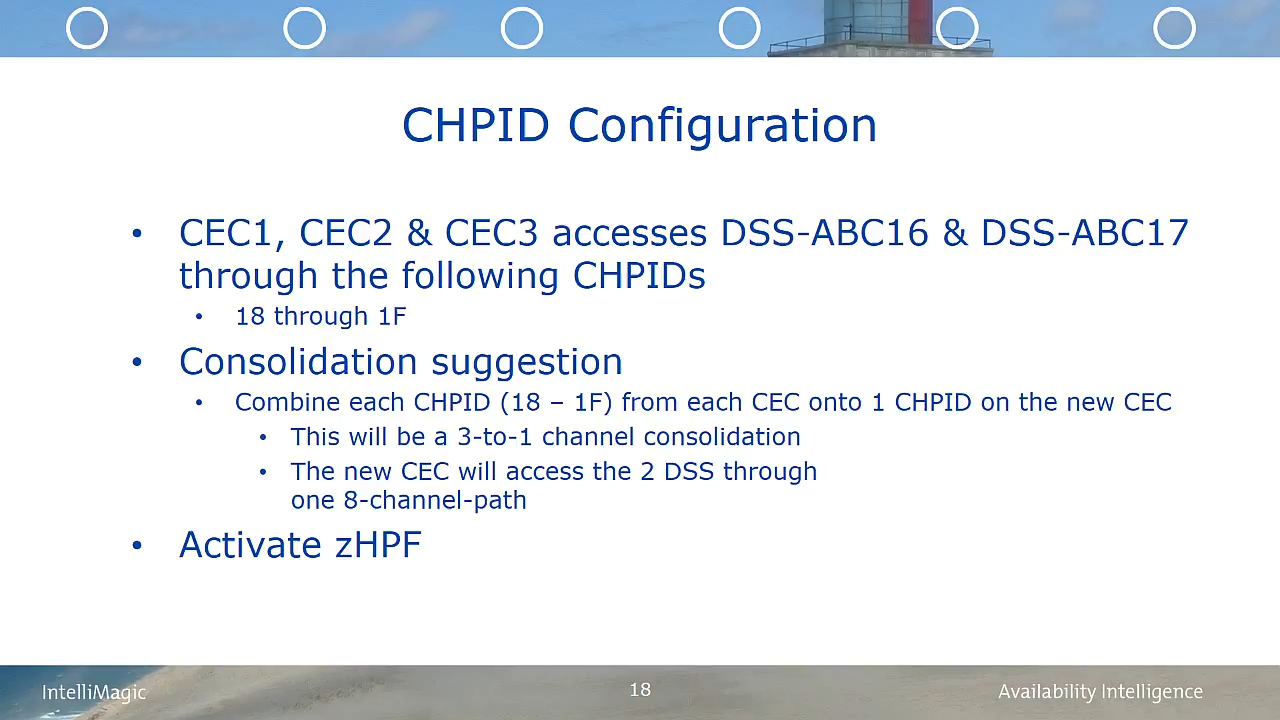 CHPID Configuration
• CEC1, CEC2 & CEC3 accesses DSS-ABC16 & DSS-ABC17
through the following CHPIDs
• 18 through 1F
• Consolidation suggestion
• Combine each CHPID (18 – 1F) from each CEC onto 1 CHPID on the new CEC
• This will be a 3-to-1 channel consolidation
• The new CEC will access the 2 DSS through
one 8-channel-path
• Activate zHPF
IntelliMagic
18
Availability Intelligence